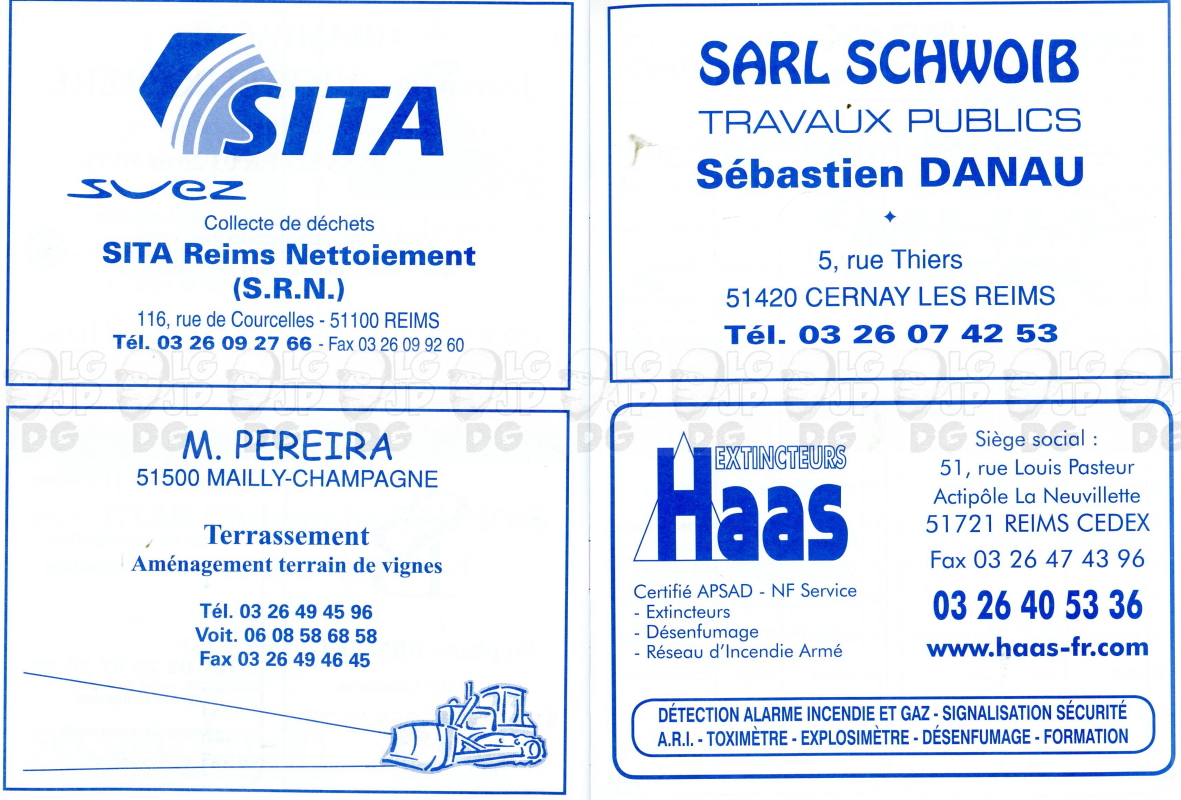 SITA
suez
Collecte de déchets
SITA Reims Nettoiement
(S.R.N.)
116, rue de Courcelles - 51100 REIMS
Tél. 03 26 09 27 66 - Fax 03 26 09 92 60
SARL SCHWOIB
TRAVAUX PUBLICS
Sébastien DANAU
5, rue Thiers
51420 CERNAY LES REIMS
Tél. 03 26 07 42 53
M. PEREIRA
51500 MAILLY-CHAMPAGNE
Terrassement
Aménagement terrain de vignes
Tél. 03 26 49 45 96
Voit. 06 08 58 68 58
Fax 03 26 49 46 45
EXTINCTEURS
Haas
Certifié APSAD - NF Service
- Extincteurs
- Désenfumage
- Réseau d'Incendie Armé
Siège social :
51, rue Louis Pasteur
Actipôle La Neuvillette
51721 REIMS CEDEX
Fax 03 26 47 43 96
03 26 40 53 36
www.haas-fr.com
DÉTECTION ALARME INCENDIE ET GAZ - SIGNALISATION SÉCURITÉ
A.R.I. - TOXIMÈTRE - EXPLOSIMÈTRE - DÉSENFUMAGE - FORMATION
LG JP DG